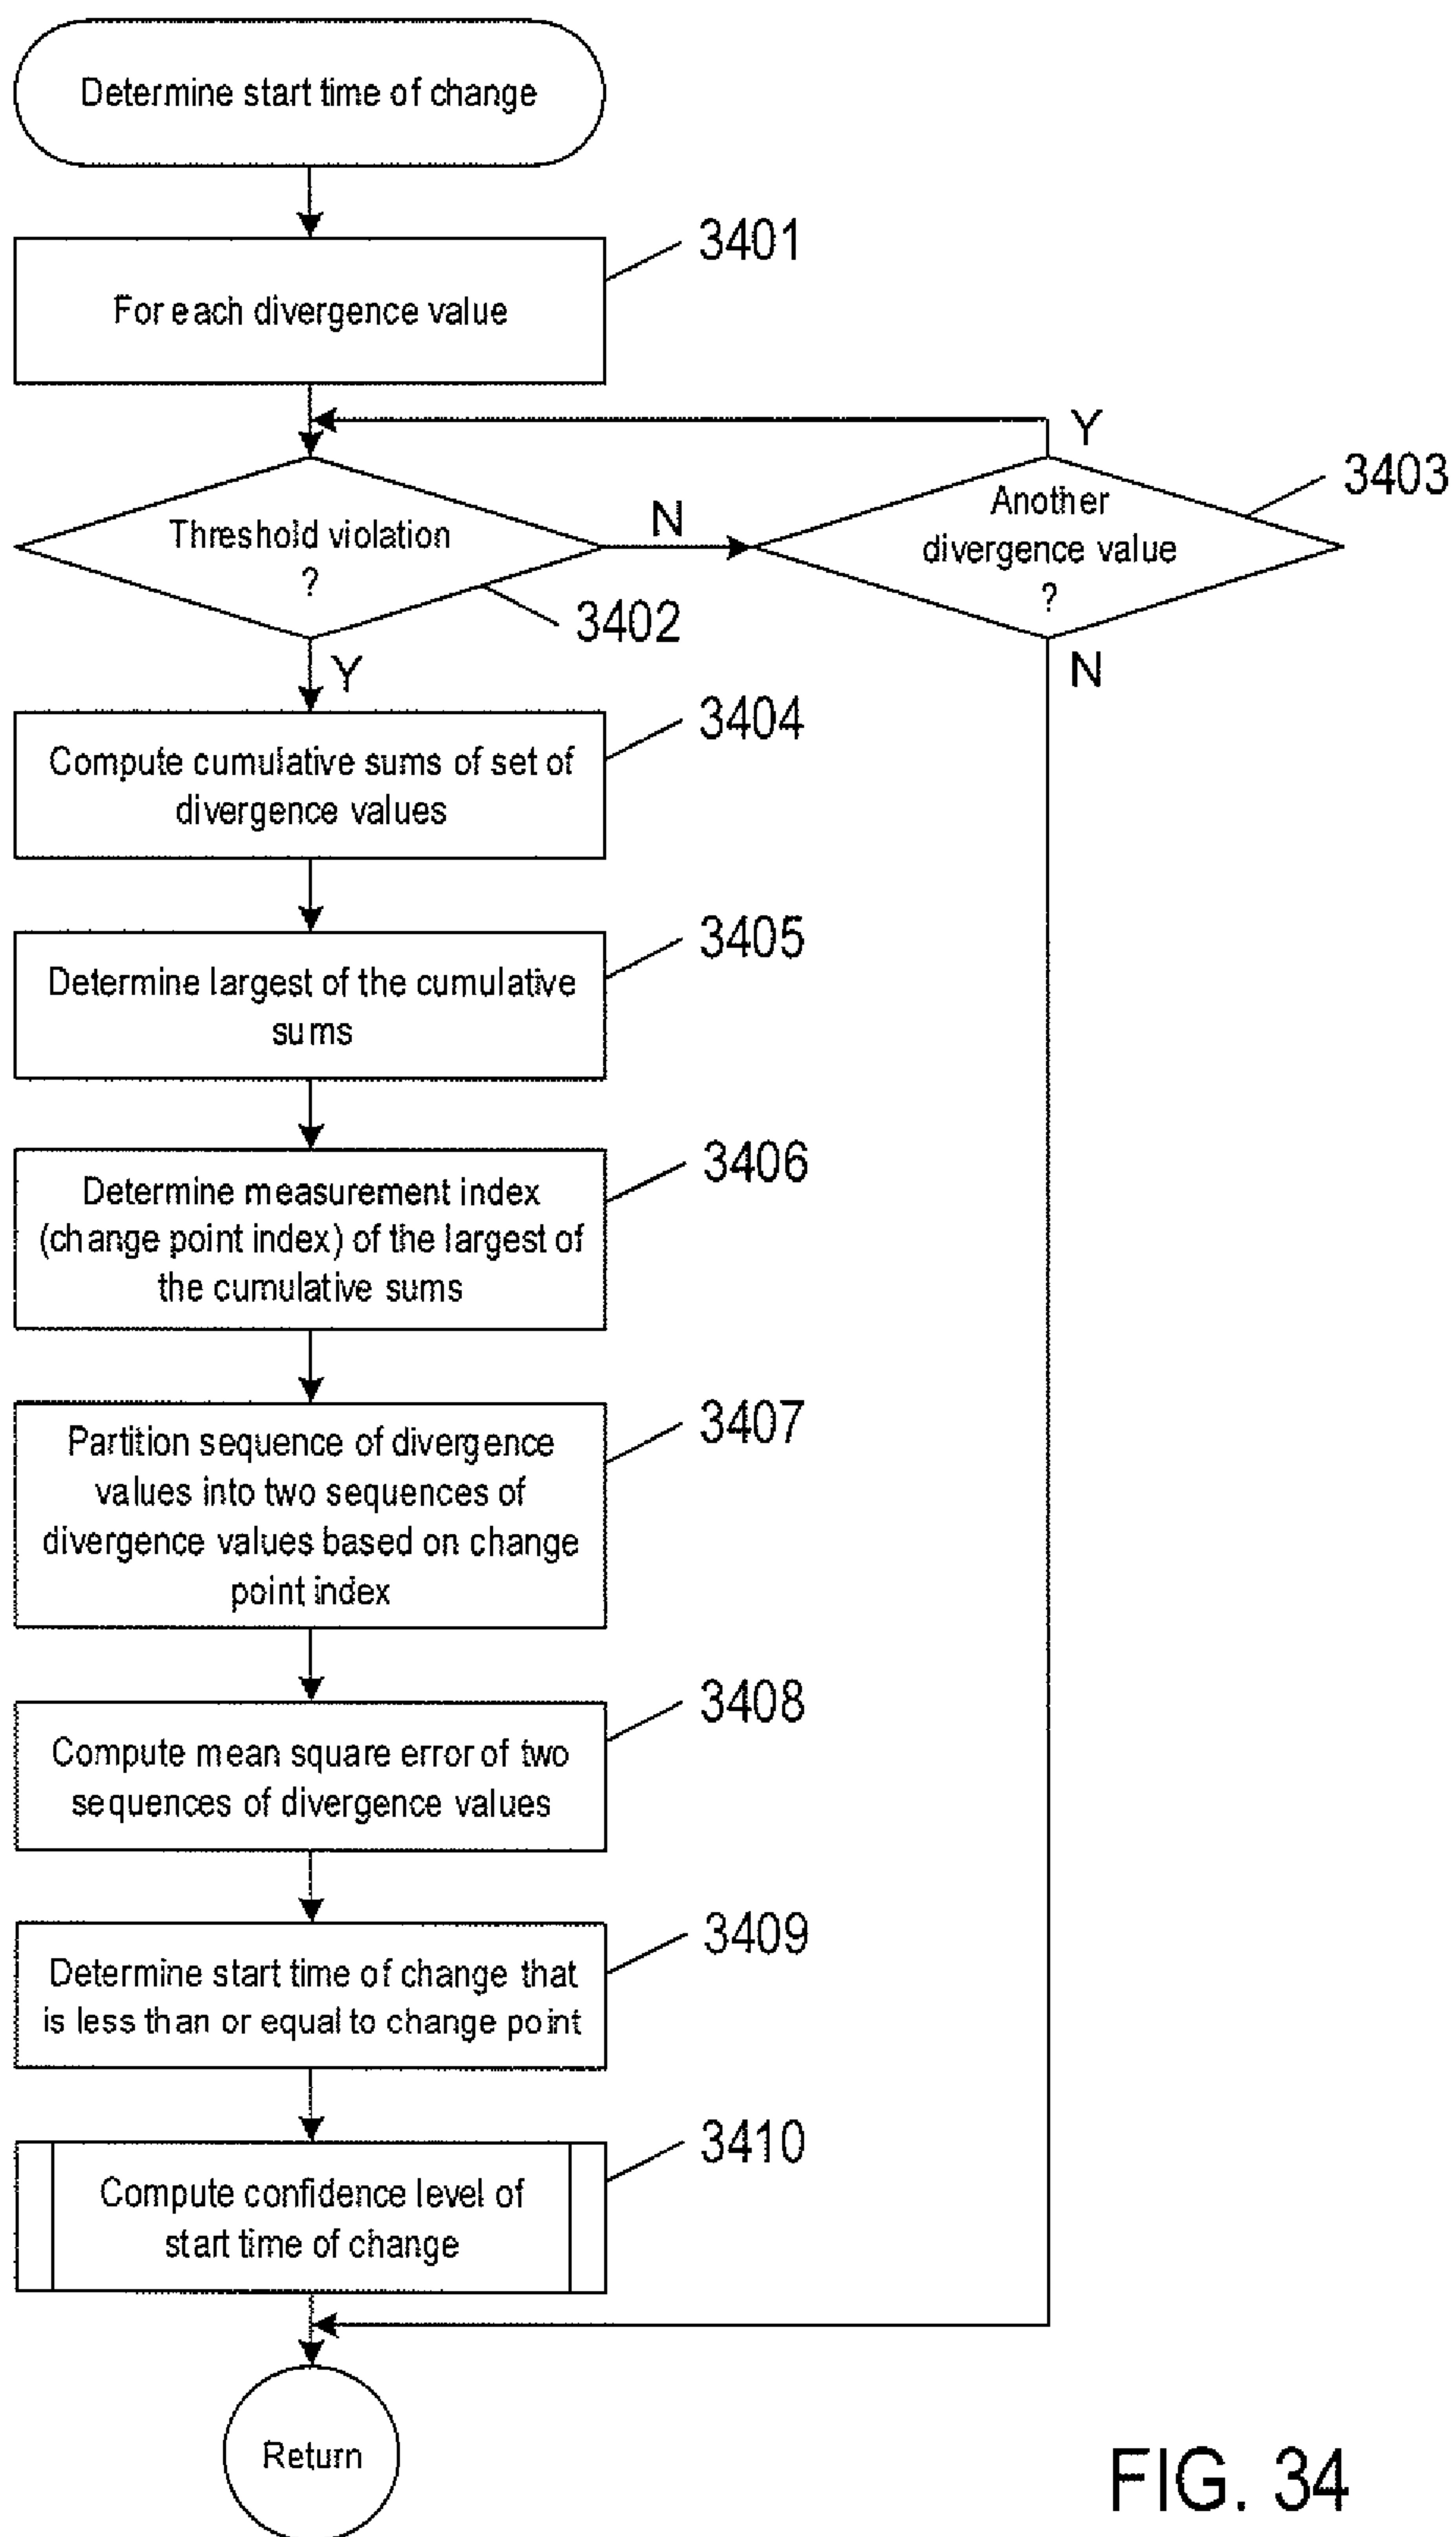 Determine start time of change
3401
For each divergence value
Y
3403
Another
divergence value
?
Threshold violation
?
N
3402
Y
N
3404
Compute cumulative sums of set of
divergence values
3405
Determine largest of the cumulative
sums
3406
Determine measurement index
(change point index) of the largest of
the cumulative sums
3407
Partition sequence of divergence
values into two sequences of
divergence values based on change
point index
3408
Compute mean square error of two
sequences of divergence values
3409
Determine start time of change that
is less than or equal to change point
3410
Compute confidence level of
start time of change
Return
FIG. 34